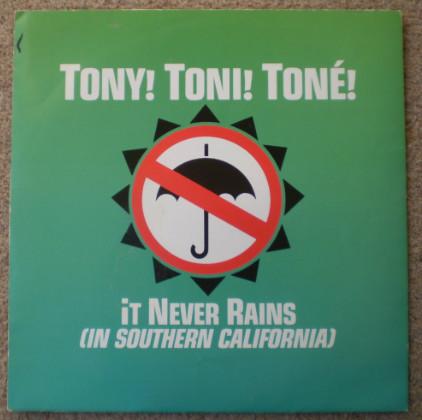 TONY! TONI! TONÉ!
iT NEVER RAINS
(IN SOUTHERN CALIFORNIA)